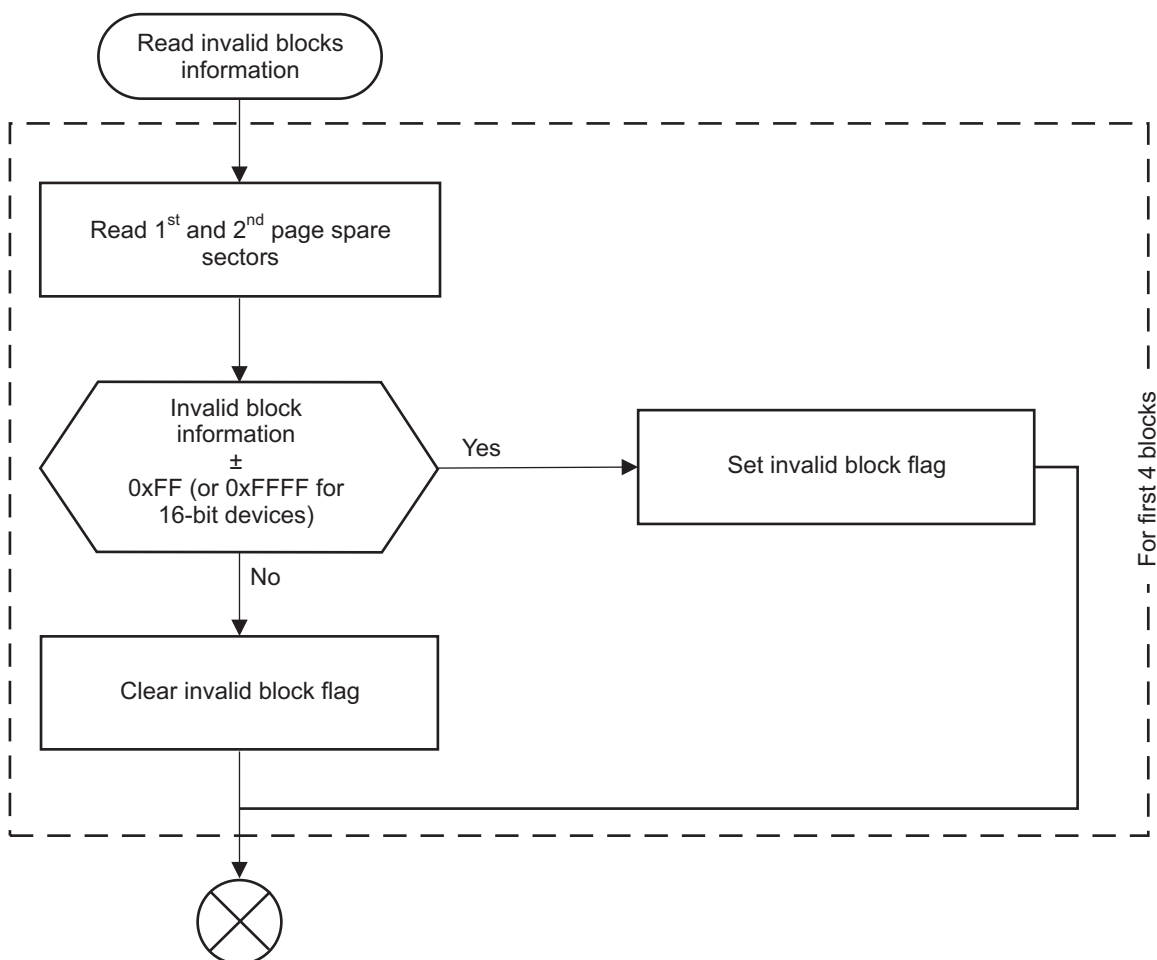 Read invalid blocks
information
Read 1st and 2nd page spare
sectors
Invalid block
information
±
0xFF (or 0xFFFF for
16-bit devices)
Yes
Set invalid block flag
No
Clear invalid block flag
For first 4 blocks